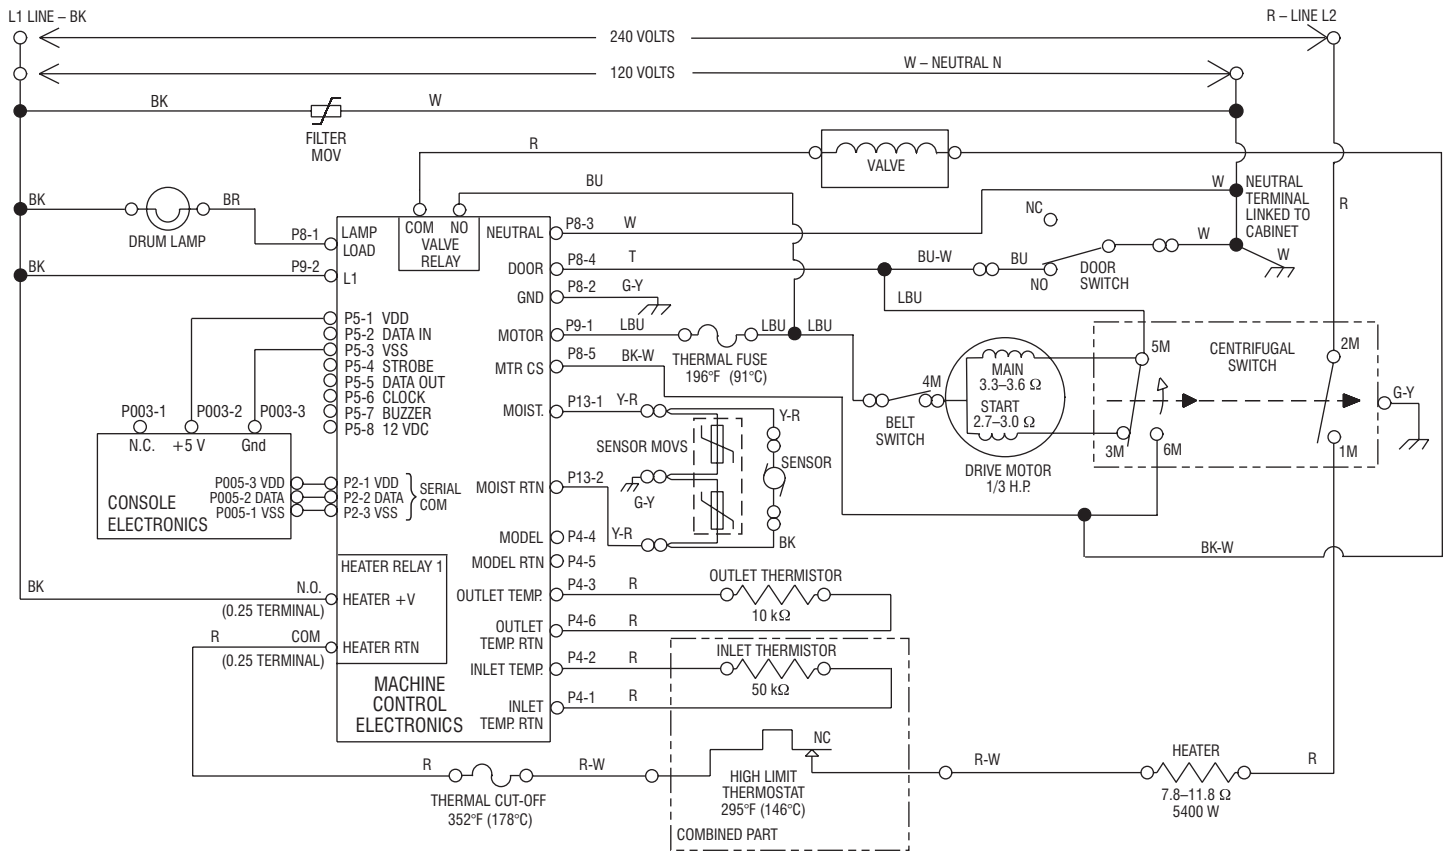 L1 LINE – BK
R – LINE L2
240 VOLTS
120 VOLTS
W – NEUTRAL N
BK
W
FILTER
MOV
R
VALVE
BU
BK
BR
DRUM LAMP
W
NEUTRAL
TERMINAL
LINKED TO
CABINET
R
NC
P8-1
LAMP
LOAD
COM
NO
VALVE
RELAY
NEUTRAL
P8-3
W
BK
P9-2
L1
DOOR
P8-4
T
BU-W
BU
NO
DOOR
SWITCH
W
W
GND
P8-2
G-Y
LBU
P5-1 VDD
P5-2 DATA IN
P5-3 VSS
P5-4 STROBE
P5-5 DATA OUT
P5-6 CLOCK
P5-7 BUZZER
P5-8 12 VDC
MOTOR
P9-1
LBU
LBU
LBU
THERMAL FUSE
196°F (91°C)
MTR CS
P8-5
BK-W
5M
CENTRIFUGAL
SWITCH
2M
MAIN
3.3–3.6 Ω
START
2.7–3.0 Ω
4M
BELT
SWITCH
DRIVE MOTOR
1/3 H.P.
3M
6M
1M
G-Y
P003-1
P003-2
P003-3
N.C.
+5 V
Gnd
MOIST.
P13-1
Y-R
Y-R
SENSOR MOVS
SENSOR
G-Y
MOIST RTN
P13-2
Y-R
BK
CONSOLE
ELECTRONICS
P005-3 VDD
P005-2 DATA
P005-1 VSS
P2-1 VDD
P2-2 DATA
P2-3 VSS
SERIAL
COM
MODEL
P4-4
MODEL RTN
P4-5
BK-W
HEATER RELAY 1
BK
N.O.
(0.25 TERMINAL)
HEATER +V
R
COM
(0.25 TERMINAL)
HEATER RTN
OUTLET TEMP.
P4-3
R
OUTLET THERMISTOR
10 kΩ
OUTLET
TEMP. RTN
P4-6
R
INLET TEMP.
P4-2
R
INLET THERMISTOR
50 kΩ
INLET
TEMP. RTN
P4-1
R
MACHINE
CONTROL
ELECTRONICS
R
THERMAL CUT-OFF
352°F (178°C)
R-W
NC
HIGH LIMIT
THERMOSTAT
295°F (146°C)
COMBINED PART
R-W
HEATER
7.8–11.8 Ω
5400 W
R